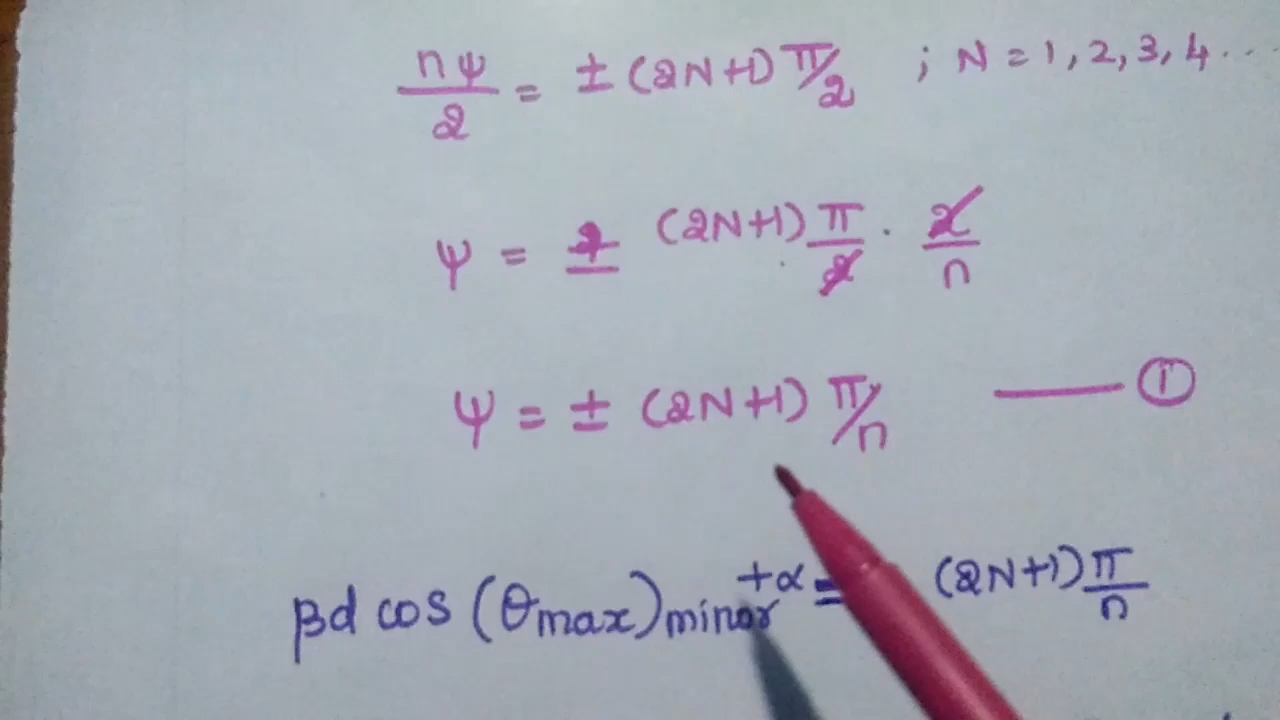 nψ/2 = ± (2N+1) π/2 ; N = 1, 2, 3, 4...
ψ = ± (2N+1) π/2 . 2/n
ψ = ± (2N+1) π/n —— ①
βd cos (θmax)minor +α = (2N+1) π/n